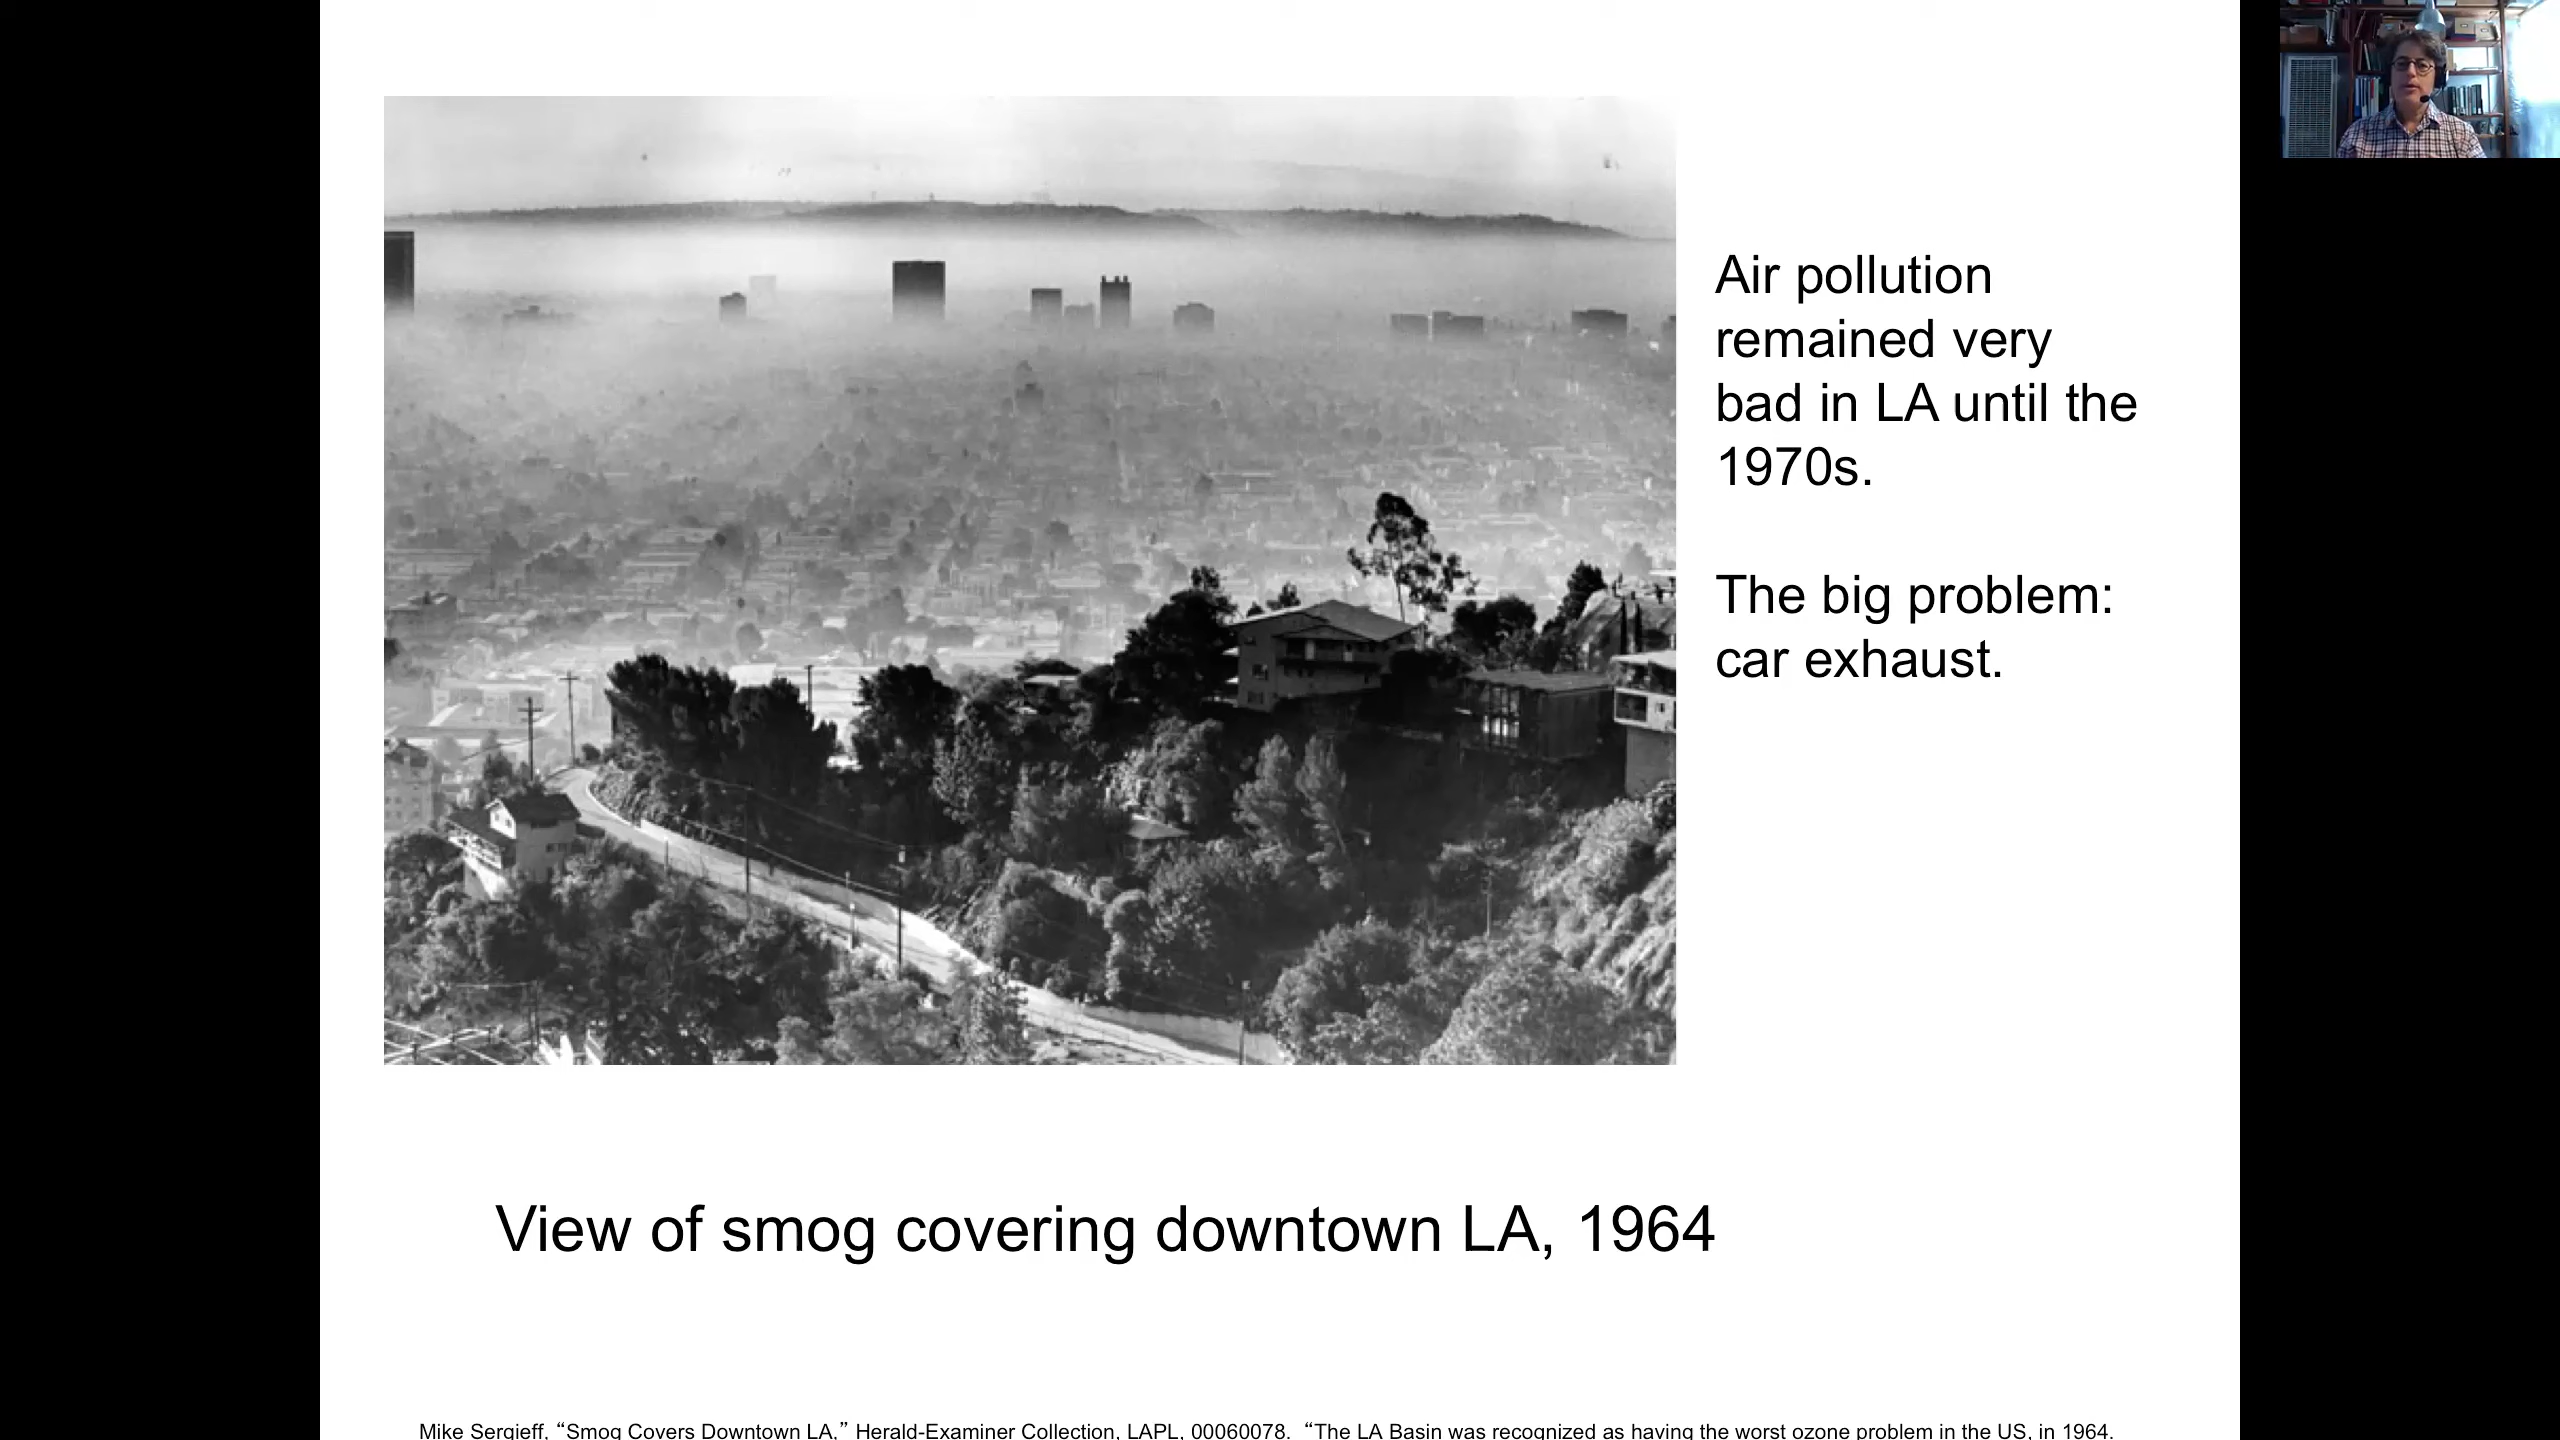 Air pollution
remained very
bad in LA until the
1970s.
The big problem:
car exhaust.
View of smog covering downtown LA, 1964
Mike Sergieff, “Smog Covers Downtown LA,” Herald-Examiner Collection, LAPL, 00060078. “The LA Basin was recognized as having the worst ozone problem in the US, in 1964.